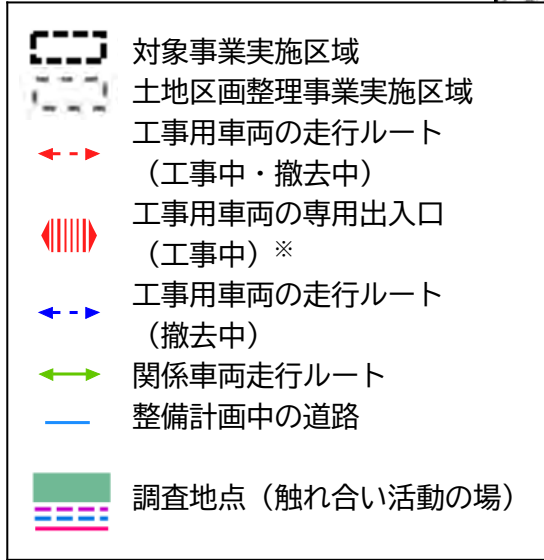 対象事業実施区域
土地区画整理事業実施区域
工事用車両の走行ルート
（工事中・撤去中）
工事用車両の専用出入口
（工事中）※
工事用車両の走行ルート
（撤去中）
関係車両走行ルート
整備計画中の道路
調査地点（触れ合い活動の場）